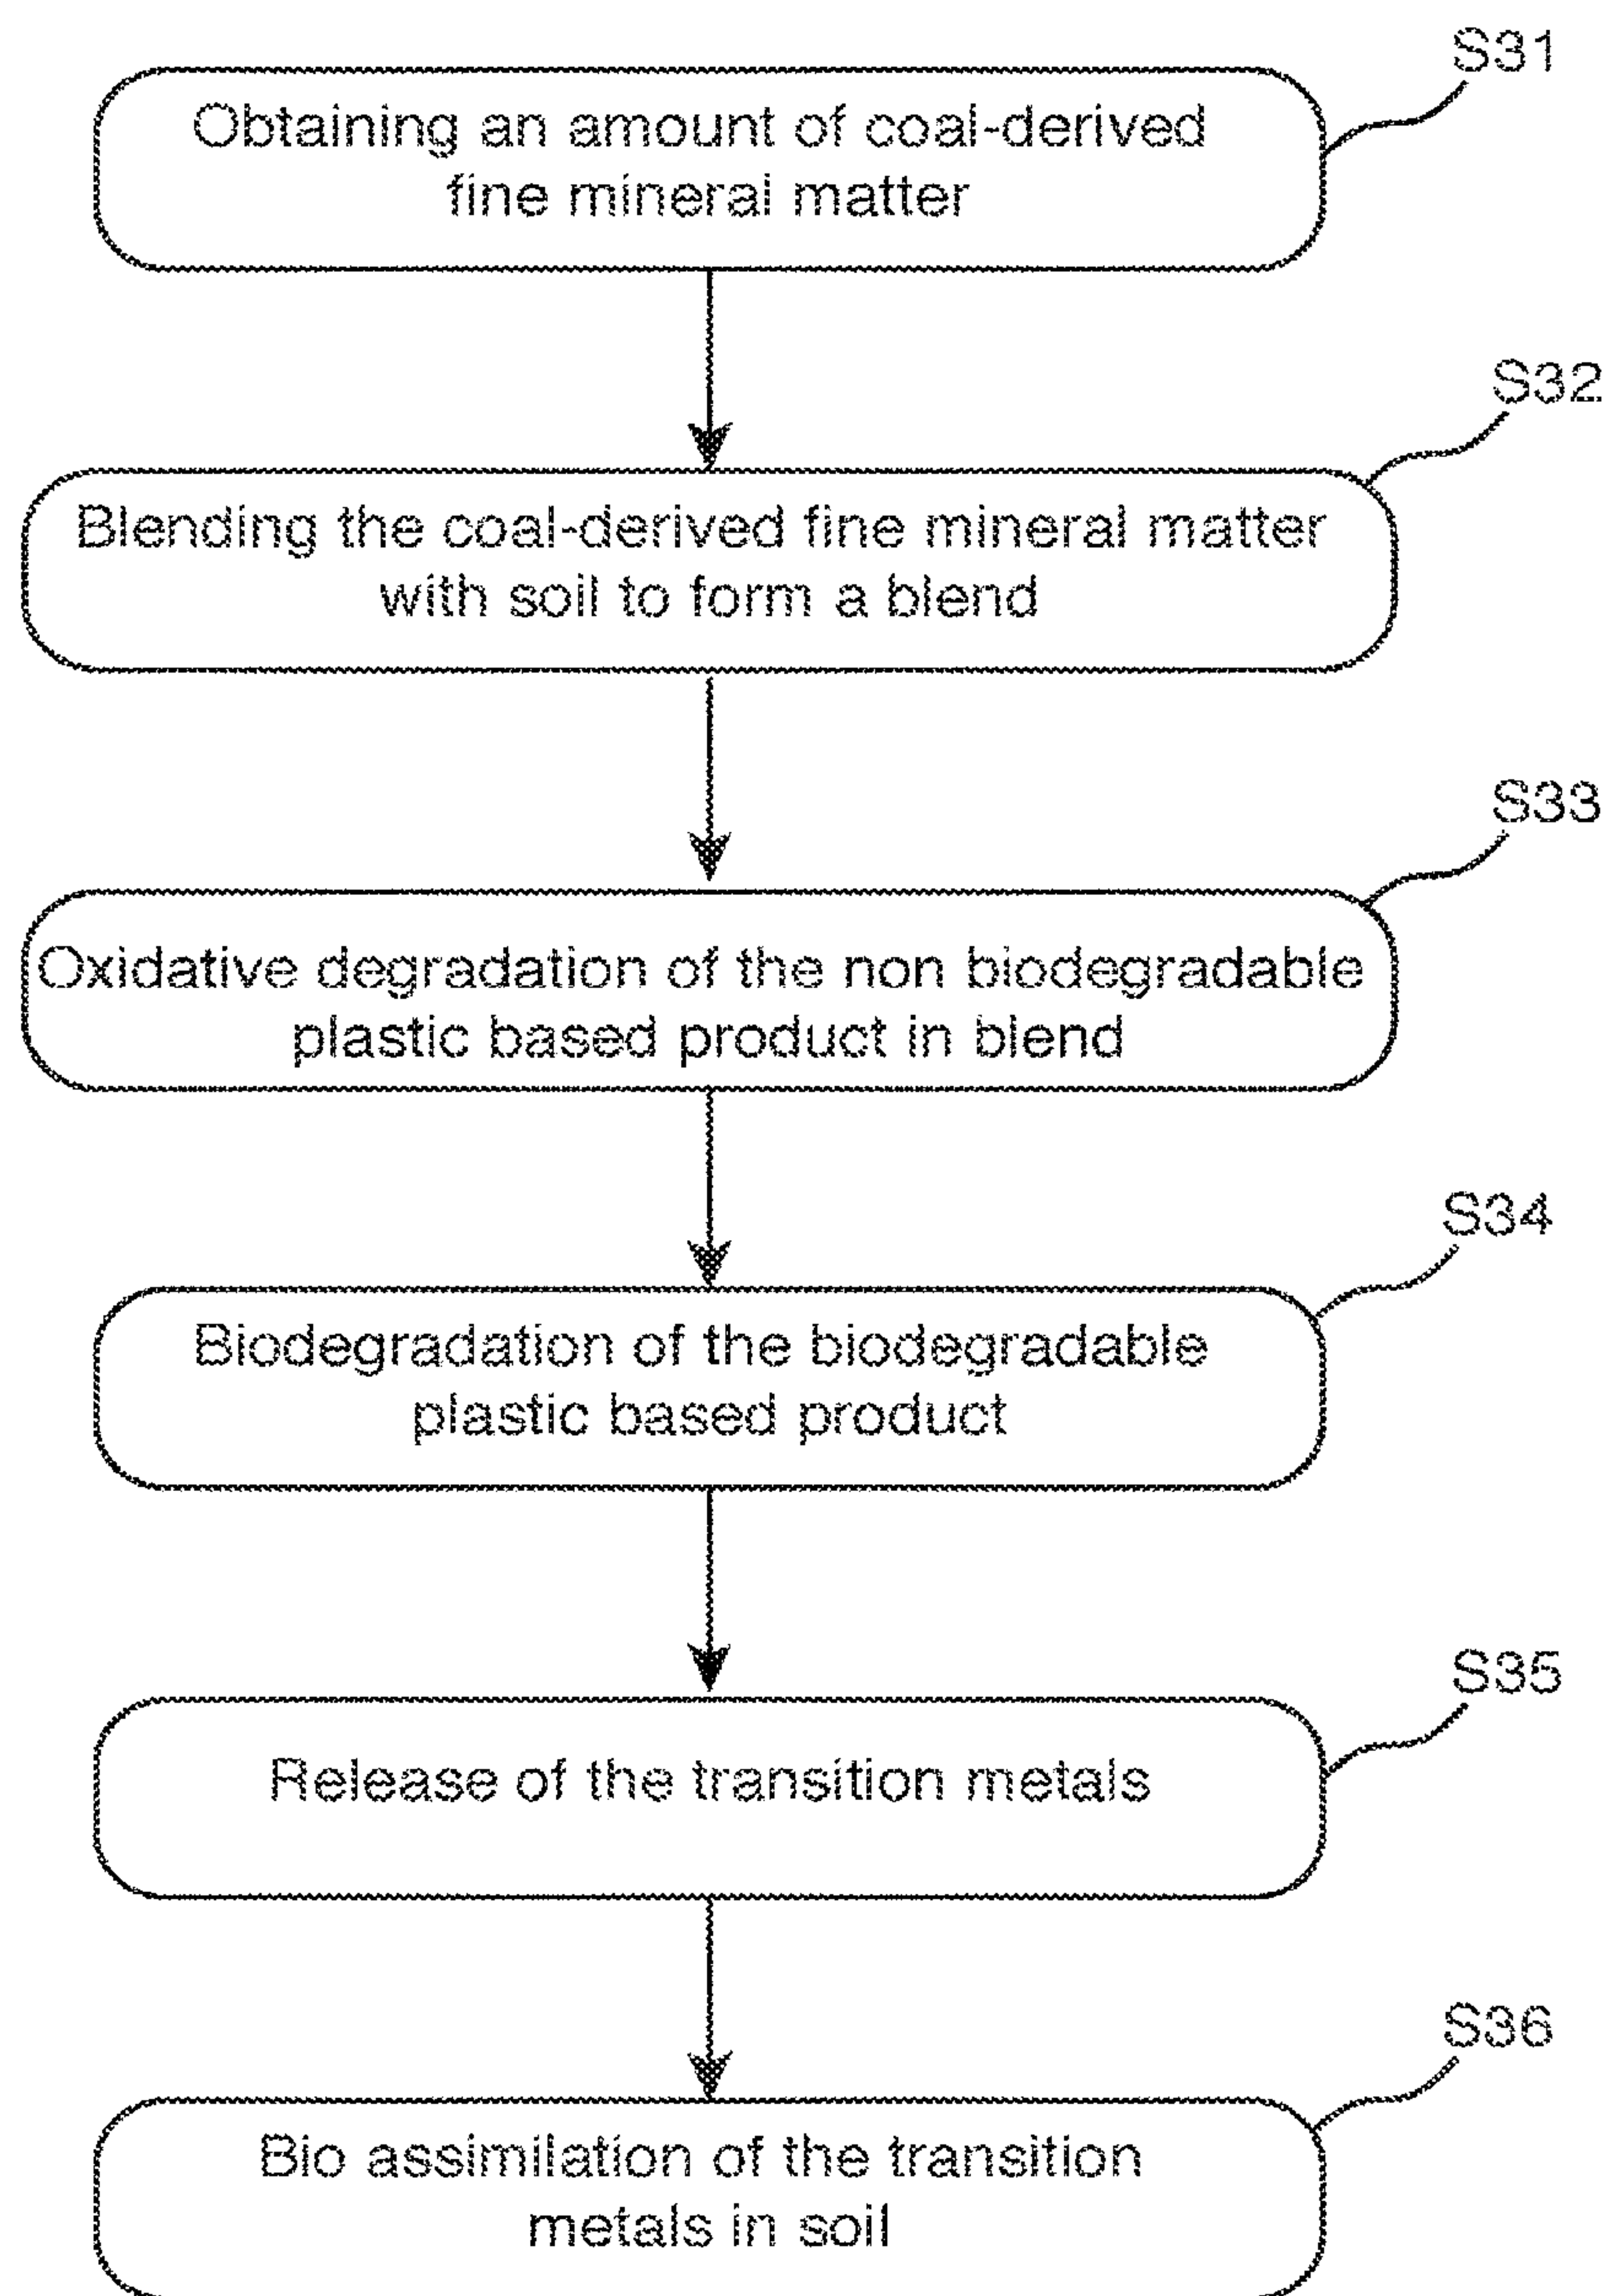 S31
Obtaining an amount of coal-derived
fine mineral matter
S32
Blending the coal-derived fine mineral matter
with soil to form a blend
S33
Oxidative degradation of the non biodegradable
plastic based product in blend
S34
Biodegradation of the biodegradable
plastic based product
S35
Release of the transition metals
S36
Bio assimilation of the transition
metals in soil